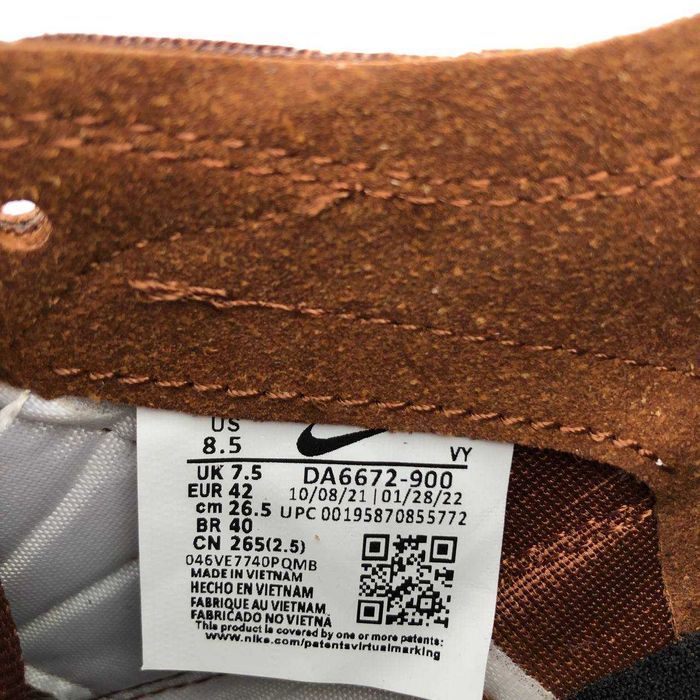 US
8.5
VY
UK 7.5
EUR 42
cm 26.5
BR 40
CN 265(2.5)
DA6672-900
10/08/21 | 01/28/22
UPC 00195870855772
046VE7740PQMB
MADE IN VIETNAM
HECHO EN VIETNAM
FABRIQUE AU VIETNAM
FABRICADO NO VIETNÃ
This product is covered by one or more patents:
www.nike.com/patentsvirtualmarking